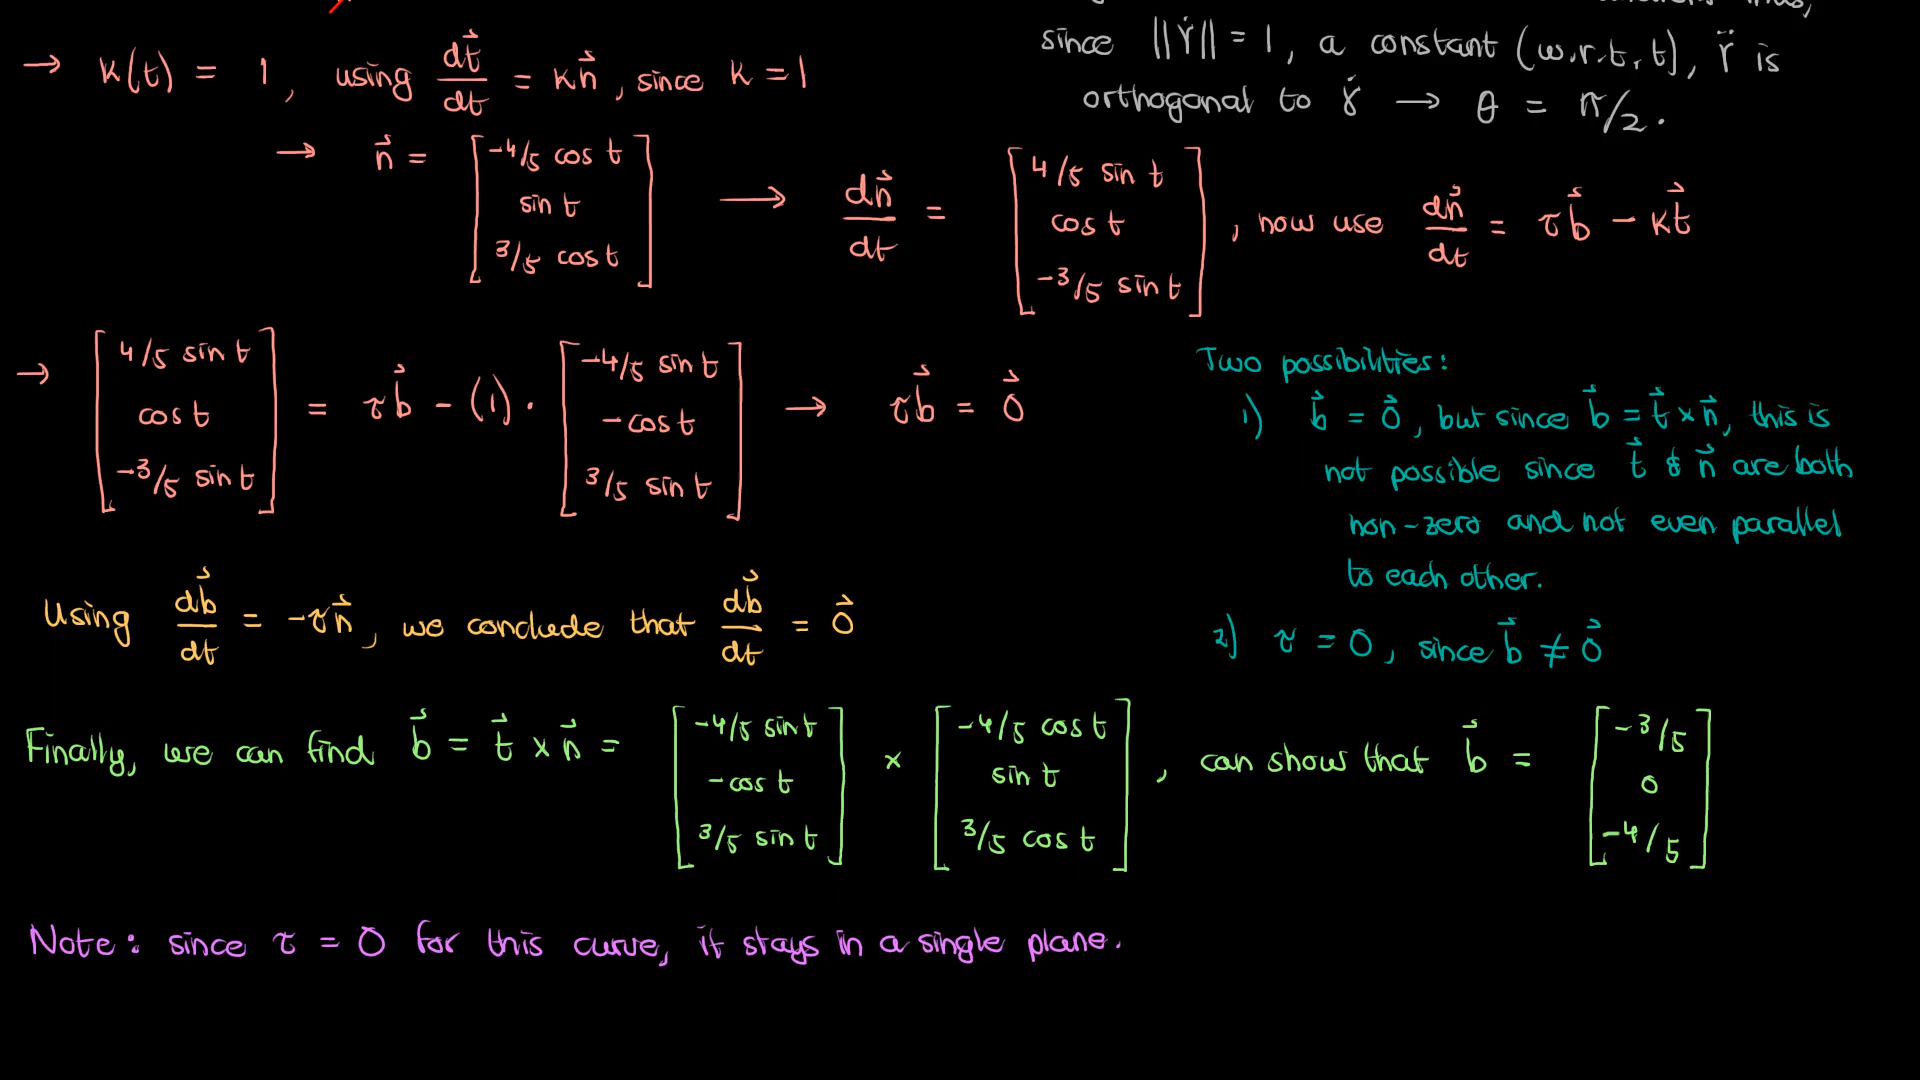 since ||γ̇|| = 1, a constant (w.r.t. t), γ̈ is
orthogonal to γ̇ → θ = π/2.
→ κ(t) = 1, using dt⃗/dt = κn⃗, since κ = 1
→ n⃗ = [-4/5 cos t, sin t, 3/5 cos t] → dn⃗/dt = [4/5 sin t, cos t, -3/5 sin t], now use dn⃗/dt = τb⃗ - κt⃗
→ [4/5 sin t, cos t, -3/5 sin t] = τb⃗ - (1) · [-4/5 sin t, -cos t, 3/5 sin t] → τb⃗ = 0⃗
Two possibilities:
1) b⃗ = 0⃗, but since b⃗ = t⃗ × n⃗, this is
not possible since t⃗ & n⃗ are both
non-zero and not even parallel
to each other.
2) τ = 0, since b⃗ ≠ 0⃗
Using db⃗/dt = -τn⃗, we conclude that db⃗/dt = 0⃗
Finally, we can find b⃗ = t⃗ × n⃗ = [-4/5 sin t, -cos t, 3/5 sin t] × [-4/5 cos t, sin t, 3/5 cos t], can show that b⃗ = [-3/5, 0, -4/5]
Note: since τ = 0 for this curve, it stays in a single plane.